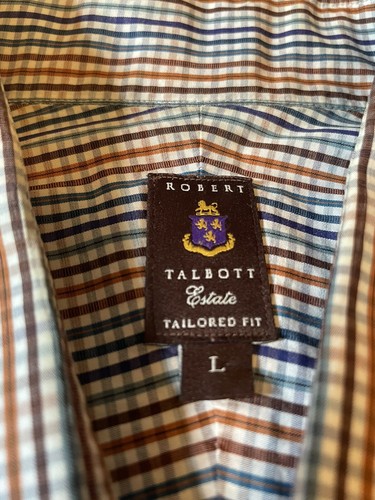 ROBERT
TALBOTT
Estate
TAILORED FIT
L